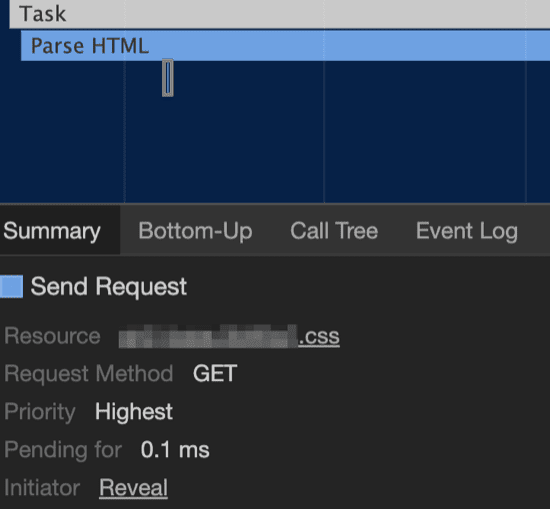 Task
Parse HTML
Summary Bottom-Up Call Tree Event Log
Send Request
Resource .css
Request Method GET
Priority Highest
Pending for 0.1 ms
Initiator Reveal